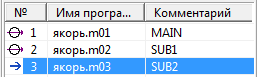 № Имя програ... Комментарий
1 якорь.m01 MAIN
2 якорь.m02 SUB1
3 якорь.m03 SUB2